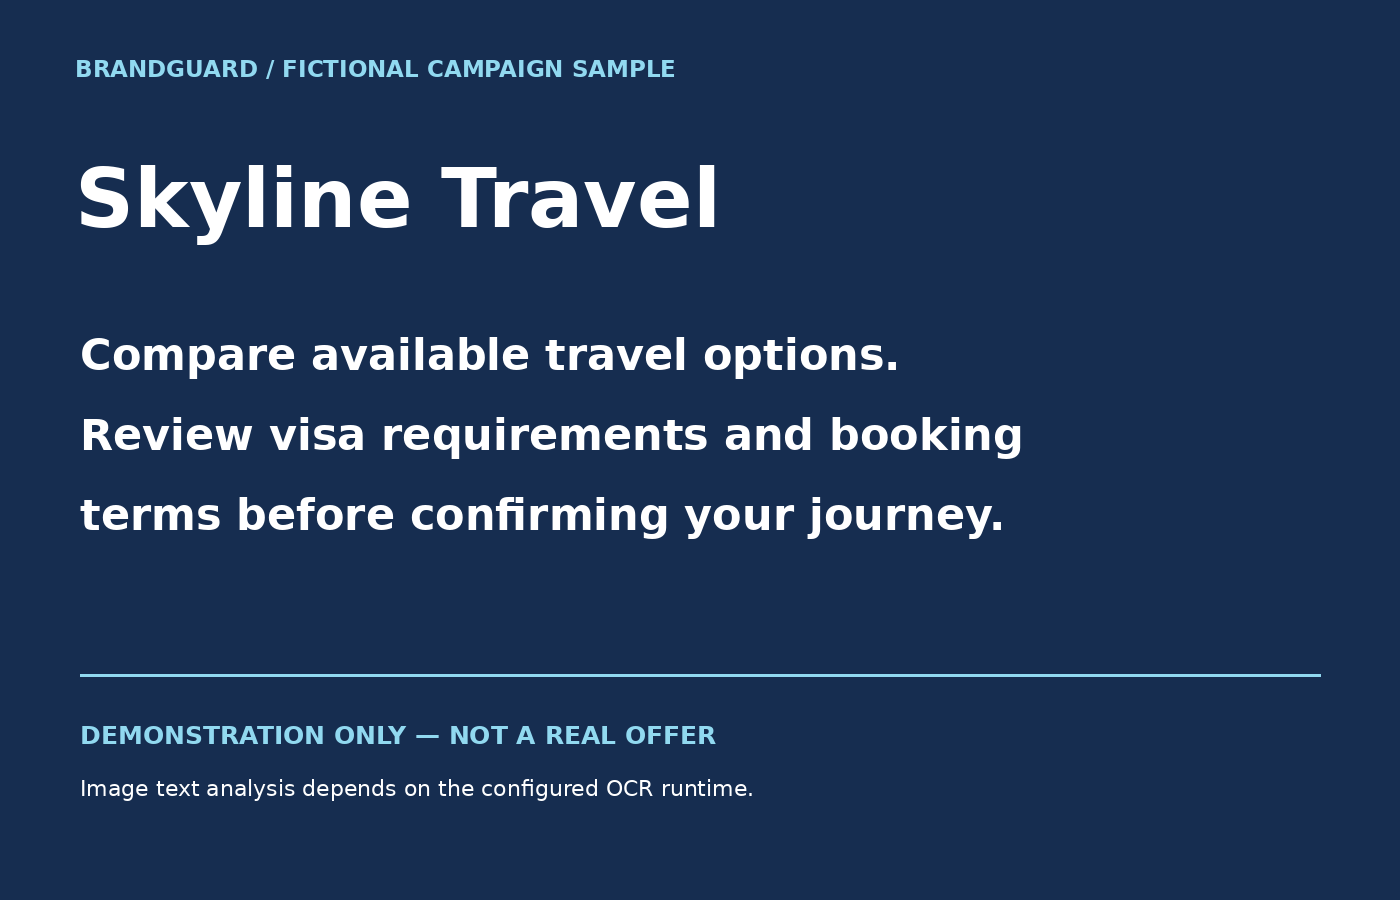 BRANDGUARD / FICTIONAL CAMPAIGN SAMPLE
Skyline Travel
Compare available travel options.
Review visa requirements and booking
terms before confirming your journey.
DEMONSTRATION ONLY — NOT A REAL OFFER
Image text analysis depends on the configured OCR runtime.